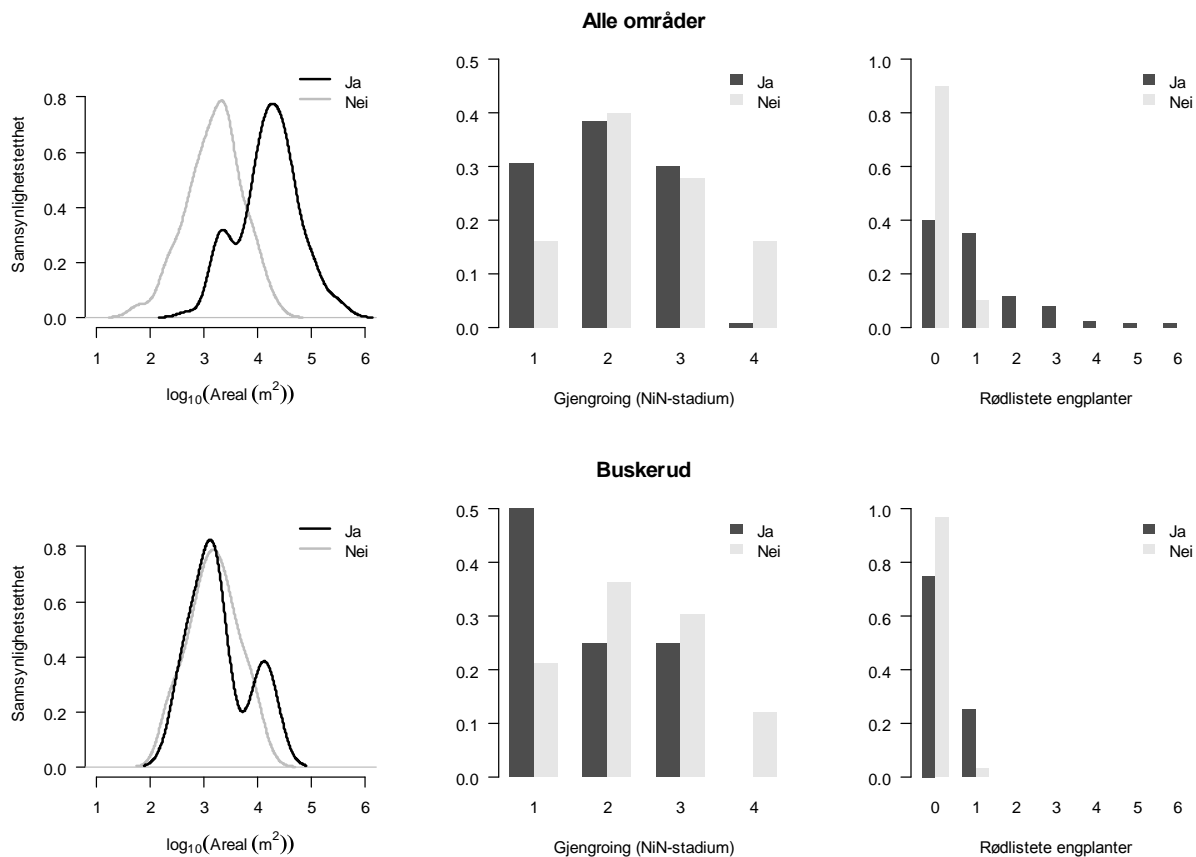 Alle områder
Ja
Nei
Sannsynlighetstetthet
0.8
0.6
0.4
0.2
0.0
1 2 3 4 5 6
log10(Areal (m2))
Ja
Nei
0.5
0.4
0.3
0.2
0.1
0.0
1 2 3 4
Gjengroing (NiN-stadium)
Ja
Nei
1.0
0.8
0.6
0.4
0.2
0.0
0 1 2 3 4 5 6
Rødlistete engplanter
Buskerud
Ja
Nei
Sannsynlighetstetthet
0.8
0.6
0.4
0.2
0.0
1 2 3 4 5 6
log10(Areal (m2))
Ja
Nei
0.5
0.4
0.3
0.2
0.1
0.0
1 2 3 4
Gjengroing (NiN-stadium)
Ja
Nei
1.0
0.8
0.6
0.4
0.2
0.0
0 1 2 3 4 5 6
Rødlistete engplanter